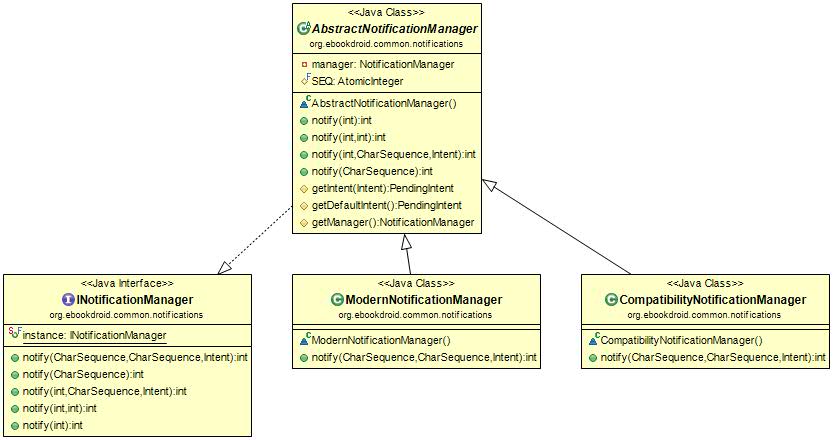 <<Java Class>>
AbstractNotificationManager
org.ebookdroid.common.notifications
manager: NotificationManager
SEQ: AtomicInteger
AbstractNotificationManager()
notify(int):int
notify(int,int):int
notify(int,CharSequence,Intent):int
notify(CharSequence):int
getIntent(Intent):PendingIntent
getDefaultIntent():PendingIntent
getManager():NotificationManager
<<Java Interface>>
INotificationManager
org.ebookdroid.common.notifications
instance: INotificationManager
notify(CharSequence,CharSequence,Intent):int
notify(CharSequence):int
notify(int,CharSequence,Intent):int
notify(int,int):int
notify(int):int
<<Java Class>>
ModernNotificationManager
org.ebookdroid.common.notifications
ModernNotificationManager()
notify(CharSequence,CharSequence,Intent):int
<<Java Class>>
CompatibilityNotificationManager
org.ebookdroid.common.notifications
CompatibilityNotificationManager()
notify(CharSequence,CharSequence,Intent):int